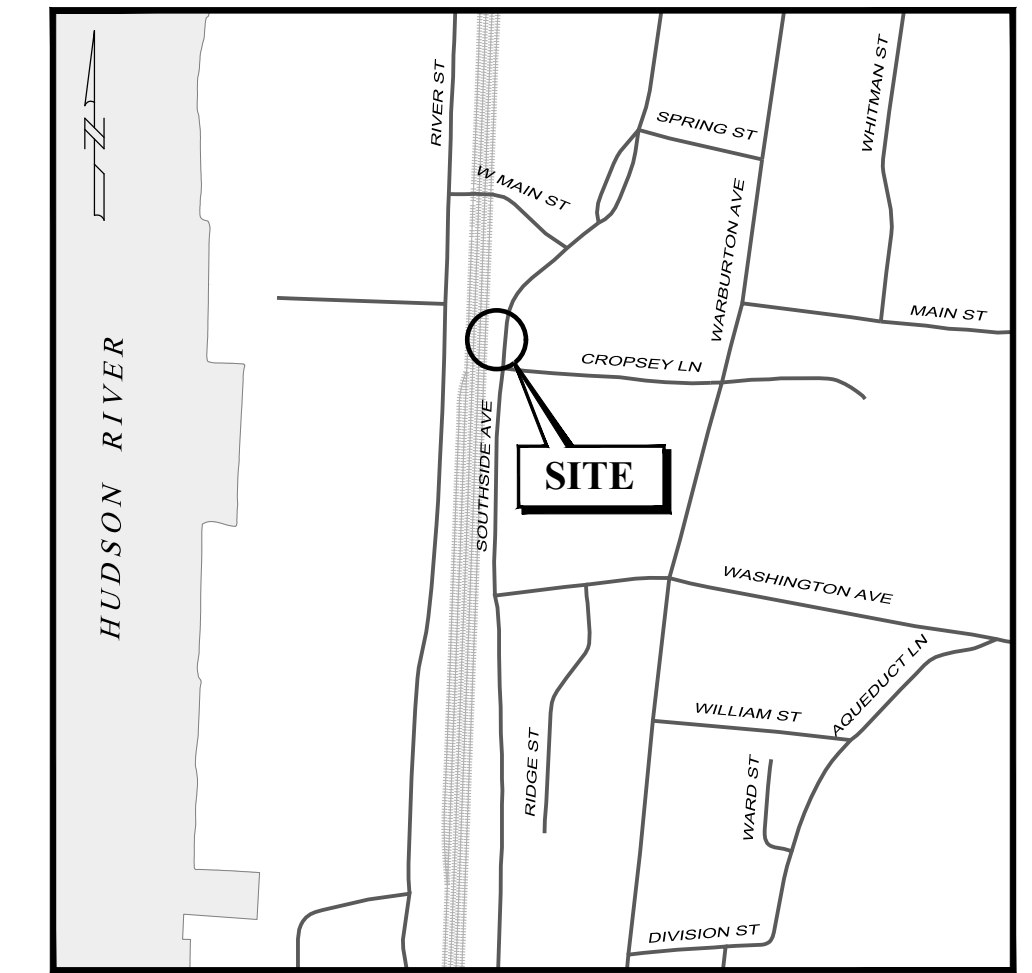 RIVER ST
W MAIN ST
SPRING ST
WHITMAN ST
WARBURTON AVE
MAIN ST
CROPSEY LN
HUDSON RIVER
SOUTHSIDE AVE
SITE
WASHINGTON AVE
AQUEDUCT LN
WILLIAM ST
RIDGE ST
WARD ST
DIVISION ST
N